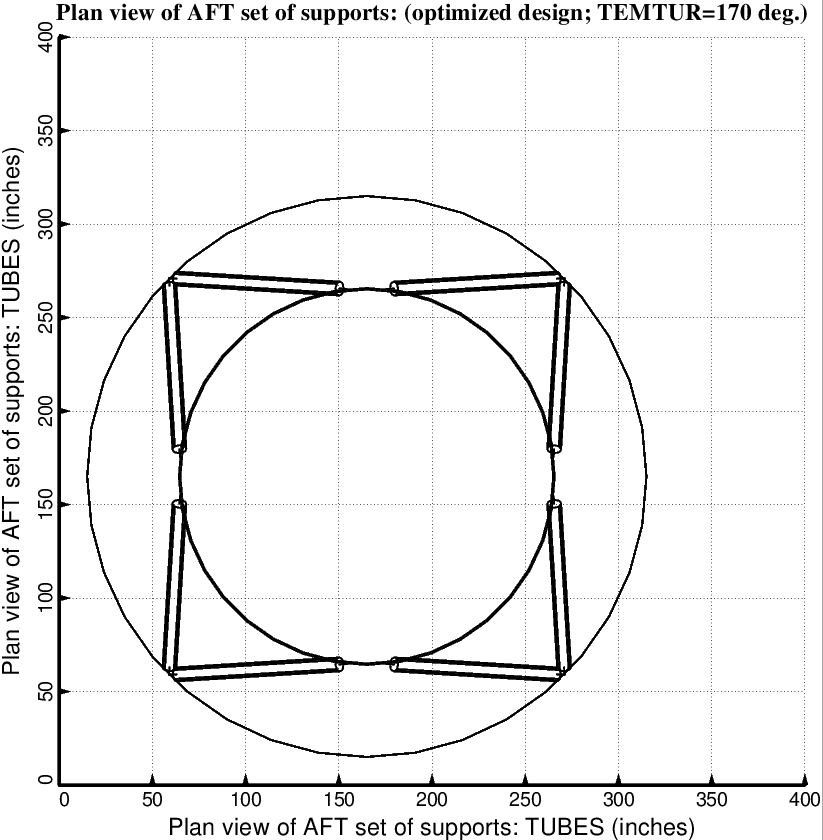 Plan view of AFT set of supports: (optimized design; TEMTUR=170 deg.)
Plan view of AFT set of supports: TUBES (inches)
400
350
300
250
200
150
100
50
0
0 50 100 150 200 250 300 350 400
Plan view of AFT set of supports: TUBES (inches)